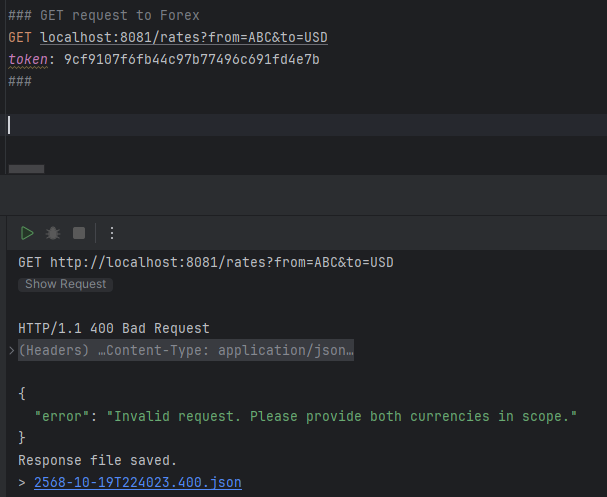 ### GET request to Forex
GET localhost:8081/rates?from=ABC&to=USD
token: 9cf9107f6fb44c97b77496c691fd4e7b
###
GET http://localhost:8081/rates?from=ABC&to=USD
Show Request
HTTP/1.1 400 Bad Request
(Headers) …Content-Type: application/json…
{
"error": "Invalid request. Please provide both currencies in scope."
}
Response file saved.
> 2568-10-19T224023.400.json